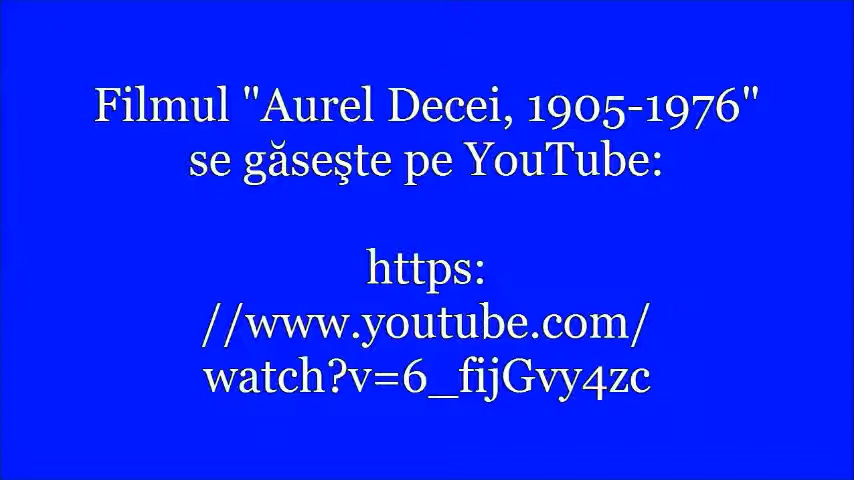 Filmul "Aurel Decei, 1905-1976"
se găseşte pe YouTube:
https:
//www.youtube.com/
watch?v=6_fijGvy4zc